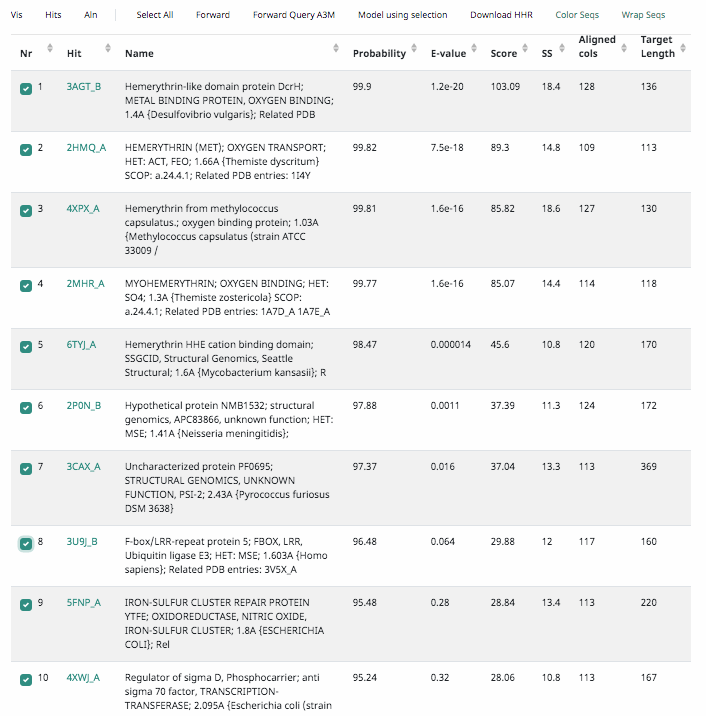 Vis Hits Aln Select All Forward Forward Query A3M Model using selection Download HHR Color Seqs Wrap Seqs
Nr Hit Name Probability E-value Score SS Aligned cols Target Length
1 3AGT_B Hemerythrin-like domain protein DcrH; 99.9 1.2e-20 103.09 18.4 128 136
METAL BINDING PROTEIN, OXYGEN BINDING;
1.4A {Desulfovibrio vulgaris}; Related PDB
2 2HMQ_A HEMERYTHRIN (MET); OXYGEN TRANSPORT; 99.82 7.5e-18 89.3 14.8 109 113
HET: ACT, FEO; 1.66A {Themiste dyscritum}
SCOP: a.24.4.1; Related PDB entries: 1I4Y
3 4XPX_A Hemerythrin from methylococcus 99.81 1.6e-16 85.82 18.6 127 130
capsulatus.; oxygen binding protein; 1.03A
{Methylococcus capsulatus (strain ATCC
33009 /
4 2MHR_A MYOHEMERYTHRIN; OXYGEN BINDING; HET: 99.77 1.6e-16 85.07 14.4 114 118
SO4; 1.3A {Themiste zostericola} SCOP:
a.24.4.1; Related PDB entries: 1A7D_A 1A7E_A
5 6TYJ_A Hemerythrin HHE cation binding domain; 98.47 0.000014 45.6 10.8 120 170
SSGCID, Structural Genomics, Seattle
Structural; 1.6A {Mycobacterium kansasii}; R
6 2P0N_B Hypothetical protein NMB1532; structural 97.88 0.0011 37.39 11.3 124 172
genomics, APC83866, unknown function; HET:
MSE; 1.41A {Neisseria meningitidis};
7 3CAX_A Uncharacterized protein PF0695; 97.37 0.016 37.04 13.3 113 369
STRUCTURAL GENOMICS, UNKNOWN
FUNCTION, PSI-2; 2.43A {Pyrococcus furiosus
DSM 3638}
8 3U9J_B F-box/LRR-repeat protein 5; FBOX, LRR, 96.48 0.064 29.88 12 117 160
Ubiquitin ligase E3; HET: MSE; 1.603A {Homo
sapiens}; Related PDB entries: 3V5X_A
9 5FNP_A IRON-SULFUR CLUSTER REPAIR PROTEIN 95.48 0.28 28.84 13.4 113 220
YTFE; OXIDOREDUCTASE, NITRIC OXIDE,
IRON-SULFUR CLUSTER; 1.8A {ESCHERICHIA
COLI}; Rel
10 4XWJ_A Regulator of sigma D, Phosphocarrier; anti 95.24 0.32 28.06 10.8 113 167
sigma 70 factor, TRANSCRIPTION-
TRANSFERASE; 2.095A {Escherichia coli (strain